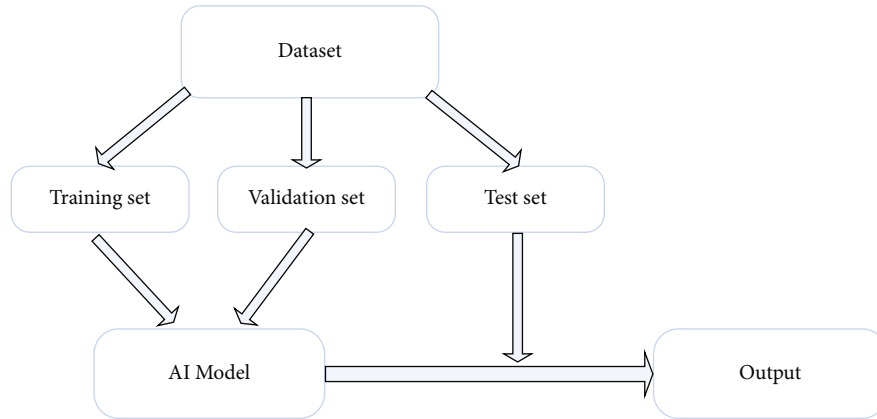 Dataset
Training set
Validation set
Test set
AI Model
Output